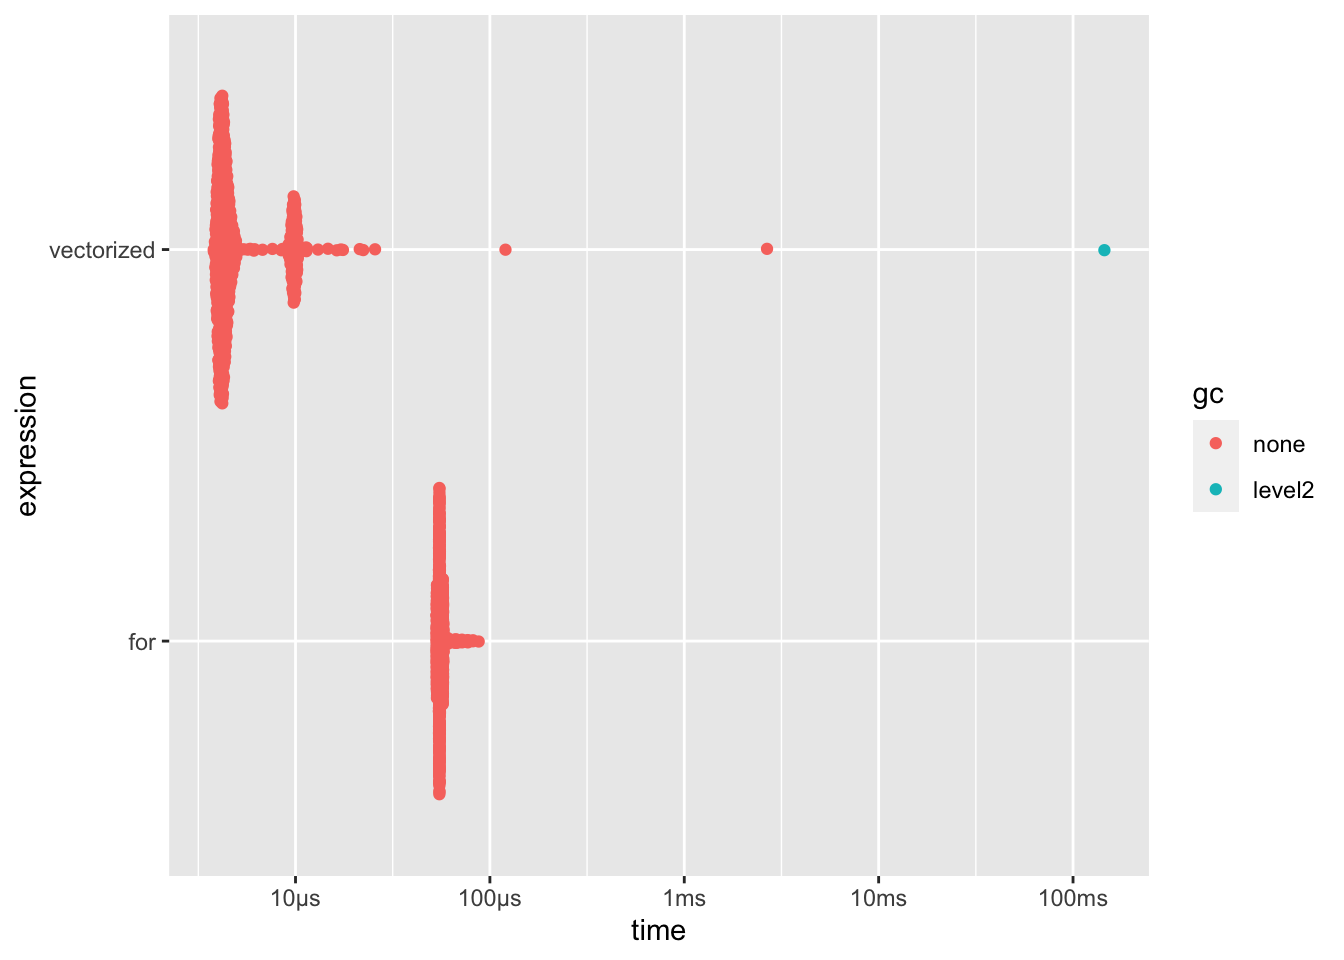 vectorized
for
expression
10µs
100µs
1ms
10ms
100ms
time
gc
none
level2